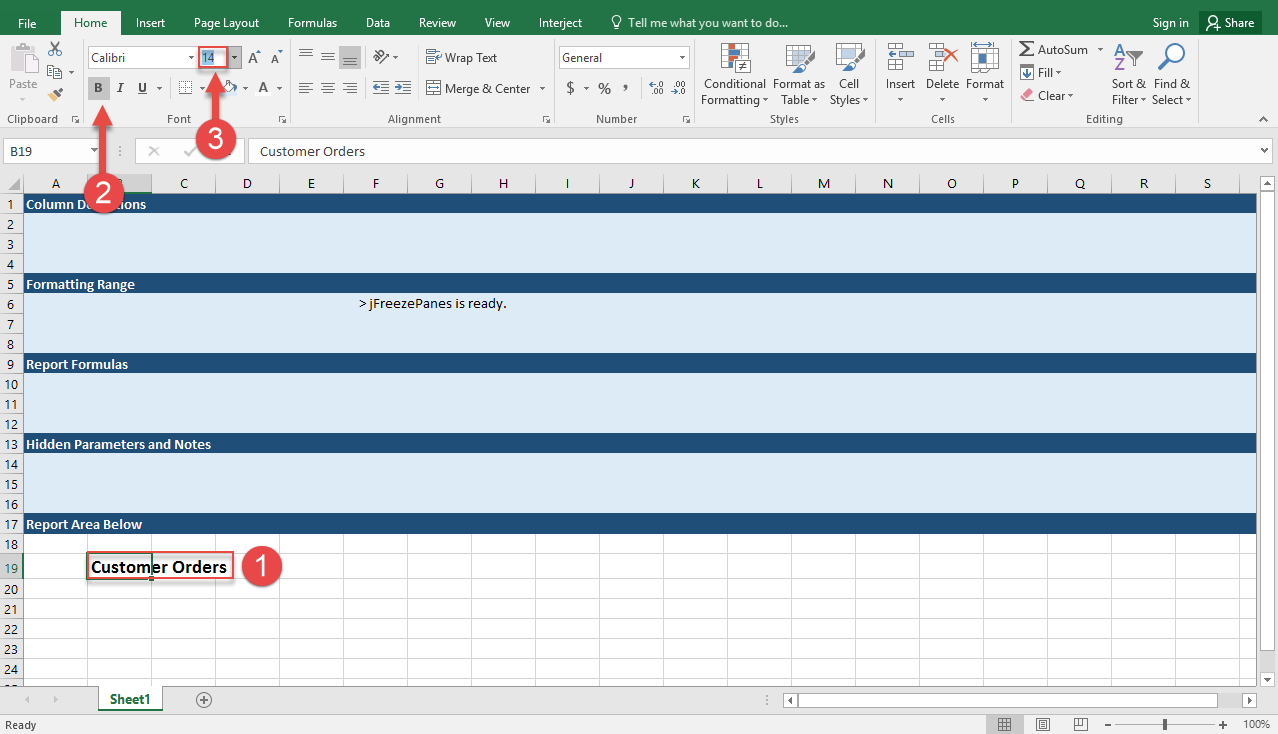 File Home Insert Page Layout Formulas Data Review View Interject Tell me what you want to do... Sign in Share
Calibri 14 A A Wrap Text General AutoSum
Paste Conditional Formatting Format as Table Cell Styles Insert Delete Format Fill Sort & Filter Find & Select
B I U A Merge & Center $ % , Clear
Clipboard Font Alignment Number Styles Cells Editing
3
B19 Customer Orders
2
A C D E F G H I J K L M N O P Q R S
1 Column D
2
3
4
5 Formatting Range
6 > jFreezePanes is ready.
7
8
9 Report Formulas
10
11
12
13 Hidden Parameters and Notes
14
15
16
17 Report Area Below
18
19 Customer Orders 1
20
21
22
23
24
Sheet1
Ready 100%